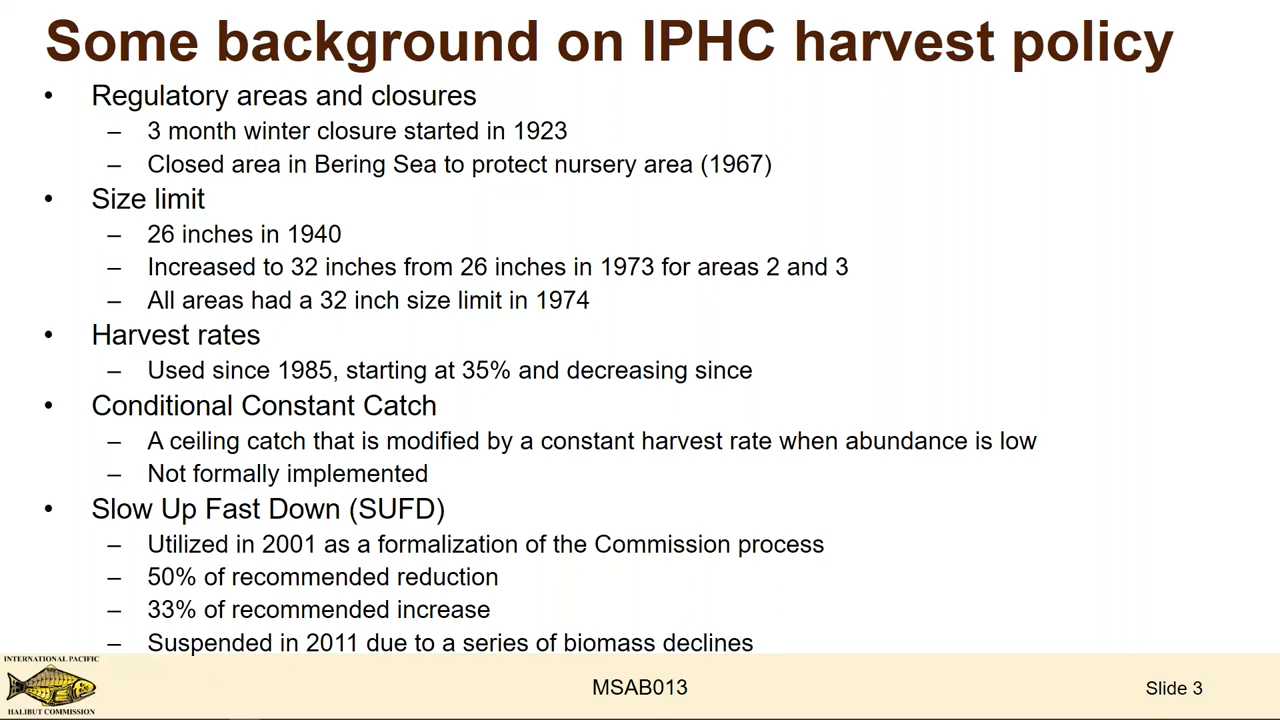 Some background on IPHC harvest policy
• Regulatory areas and closures
– 3 month winter closure started in 1923
– Closed area in Bering Sea to protect nursery area (1967)
• Size limit
– 26 inches in 1940
– Increased to 32 inches from 26 inches in 1973 for areas 2 and 3
– All areas had a 32 inch size limit in 1974
• Harvest rates
– Used since 1985, starting at 35% and decreasing since
• Conditional Constant Catch
– A ceiling catch that is modified by a constant harvest rate when abundance is low
– Not formally implemented
• Slow Up Fast Down (SUFD)
– Utilized in 2001 as a formalization of the Commission process
– 50% of recommended reduction
– 33% of recommended increase
– Suspended in 2011 due to a series of biomass declines
INTERNATIONAL PACIFIC
HALIBUT COMMISSION
MSAB013
Slide 3